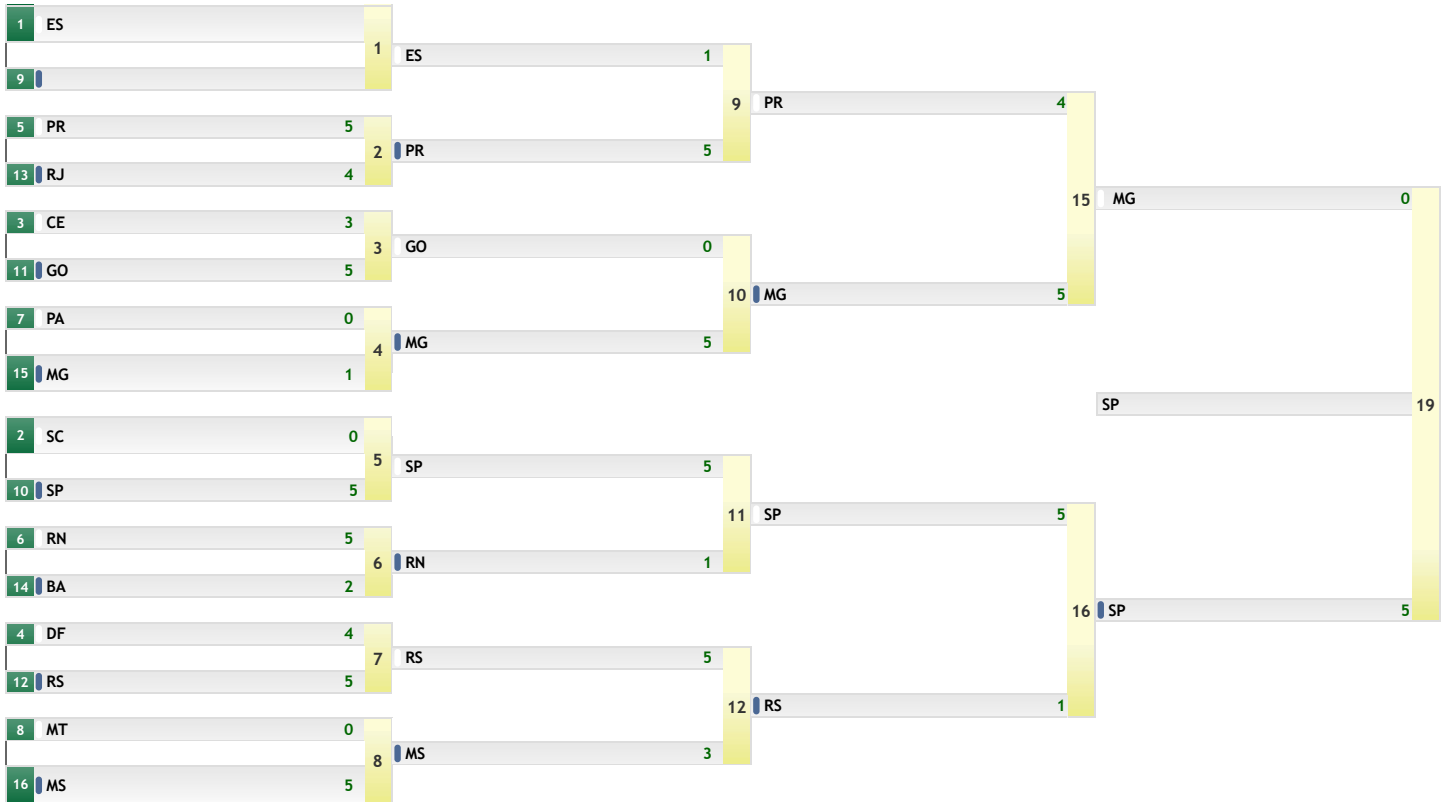 1 ES
1
9
ES 1
5 PR 5
2
13 RJ 4
PR 5
9
3 CE 3
3
11 GO 5
GO 0
7 PA 0
4
15 MG 1
MG 5
10
PR 4
MG 5
15
2 SC 0
5
10 SP 5
SP 5
6 RN 5
6
14 BA 2
RN 1
11
4 DF 4
7
12 RS 5
RS 5
8 MT 0
8
16 MS 5
MS 3
12
SP 5
RS 1
16
MG 0
SP
19
SP 5